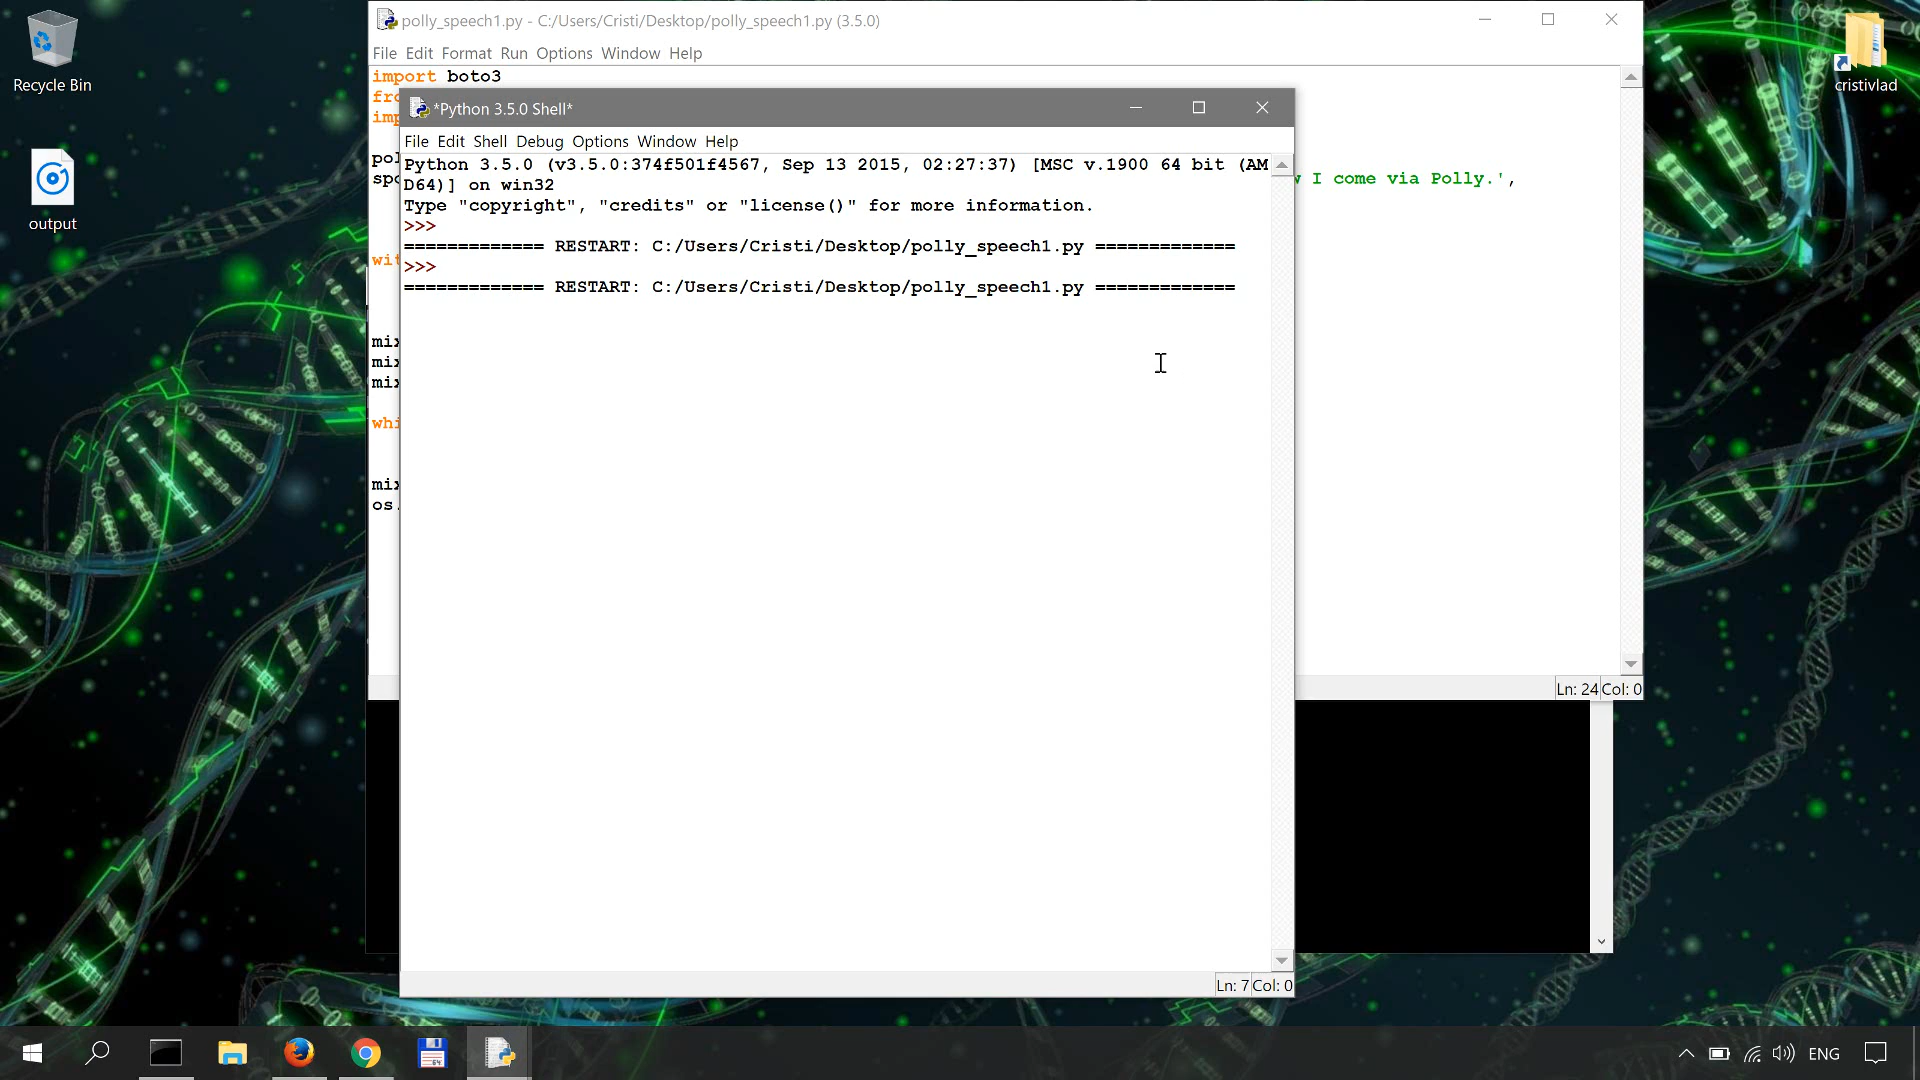 polly_speech1.py - C:/Users/Cristi/Desktop/polly_speech1.py (3.5.0)
File Edit Format Run Options Window Help
Recycle Bin
output
cristivlad
import boto3
fro
imp
pol
spo
w I come via Polly.',
wit
mix
mix
mix
whi
mix
os.
*Python 3.5.0 Shell*
File Edit Shell Debug Options Window Help
Python 3.5.0 (v3.5.0:374f501f4567, Sep 13 2015, 02:27:37) [MSC v.1900 64 bit (AM
D64)] on win32
Type "copyright", "credits" or "license()" for more information.
>>>
============= RESTART: C:/Users/Cristi/Desktop/polly_speech1.py =============
>>>
============= RESTART: C:/Users/Cristi/Desktop/polly_speech1.py =============
Ln: 24 Col: 0
Ln: 7 Col: 0
64
ENG